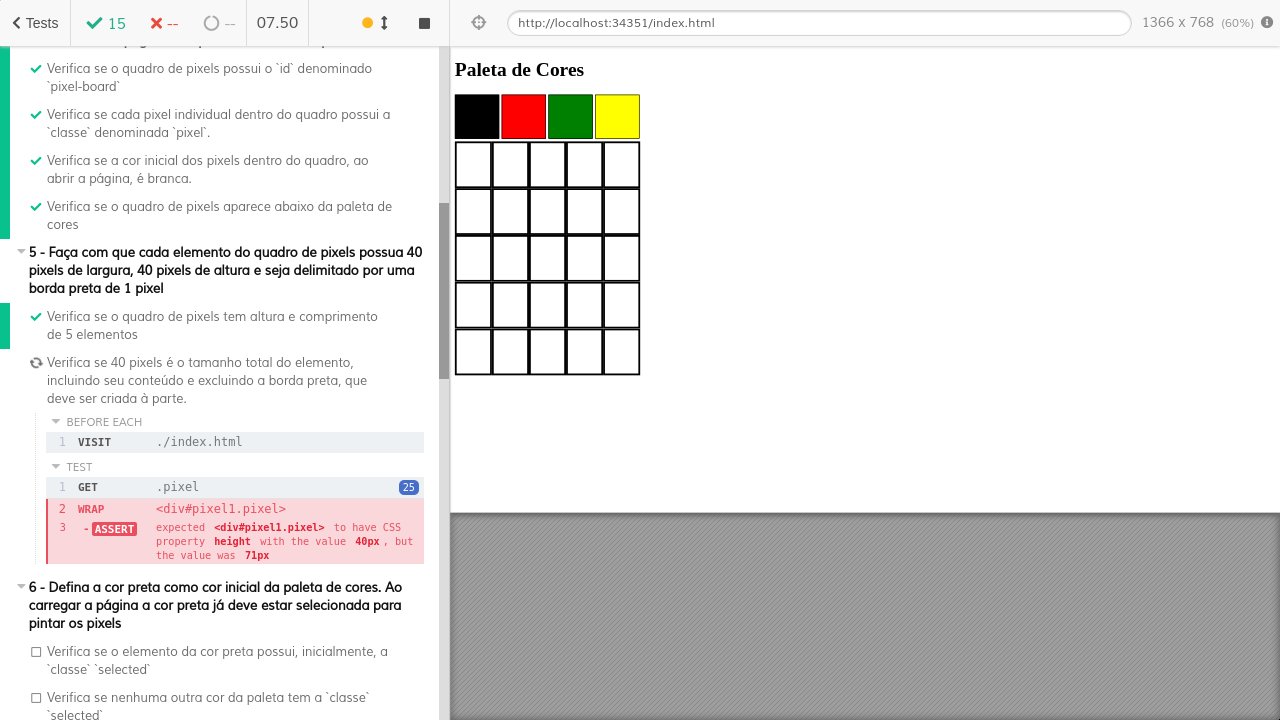 Tests
15
--
--
07.50
http://localhost:34351/index.html
1366 x 768 (60%)
Verifica se o quadro de pixels possui o `id` denominado
`pixel-board`
Verifica se cada pixel individual dentro do quadro possui a
`classe` denominada `pixel`.
Verifica se a cor inicial dos pixels dentro do quadro, ao
abrir a página, é branca.
Verifica se o quadro de pixels aparece abaixo da paleta de
cores
5 - Faça com que cada elemento do quadro de pixels possua 40
pixels de largura, 40 pixels de altura e seja delimitado por uma
borda preta de 1 pixel
Verifica se o quadro de pixels tem altura e comprimento
de 5 elementos
Verifica se 40 pixels é o tamanho total do elemento,
incluindo seu conteúdo e excluindo a borda preta, que
deve ser criada à parte.
BEFORE EACH
1 VISIT ./index.html
TEST
1 GET .pixel 25
2 WRAP <div#pixel1.pixel>
3 -ASSERT expected <div#pixel1.pixel> to have CSS
property height with the value 40px, but
the value was 71px
6 - Defina a cor preta como cor inicial da paleta de cores. Ao
carregar a página a cor preta já deve estar selecionada para
pintar os pixels
Verifica se o elemento da cor preta possui, inicialmente, a
`classe` `selected`
Verifica se nenhuma outra cor da paleta tem a `classe`
`selected`
Paleta de Cores